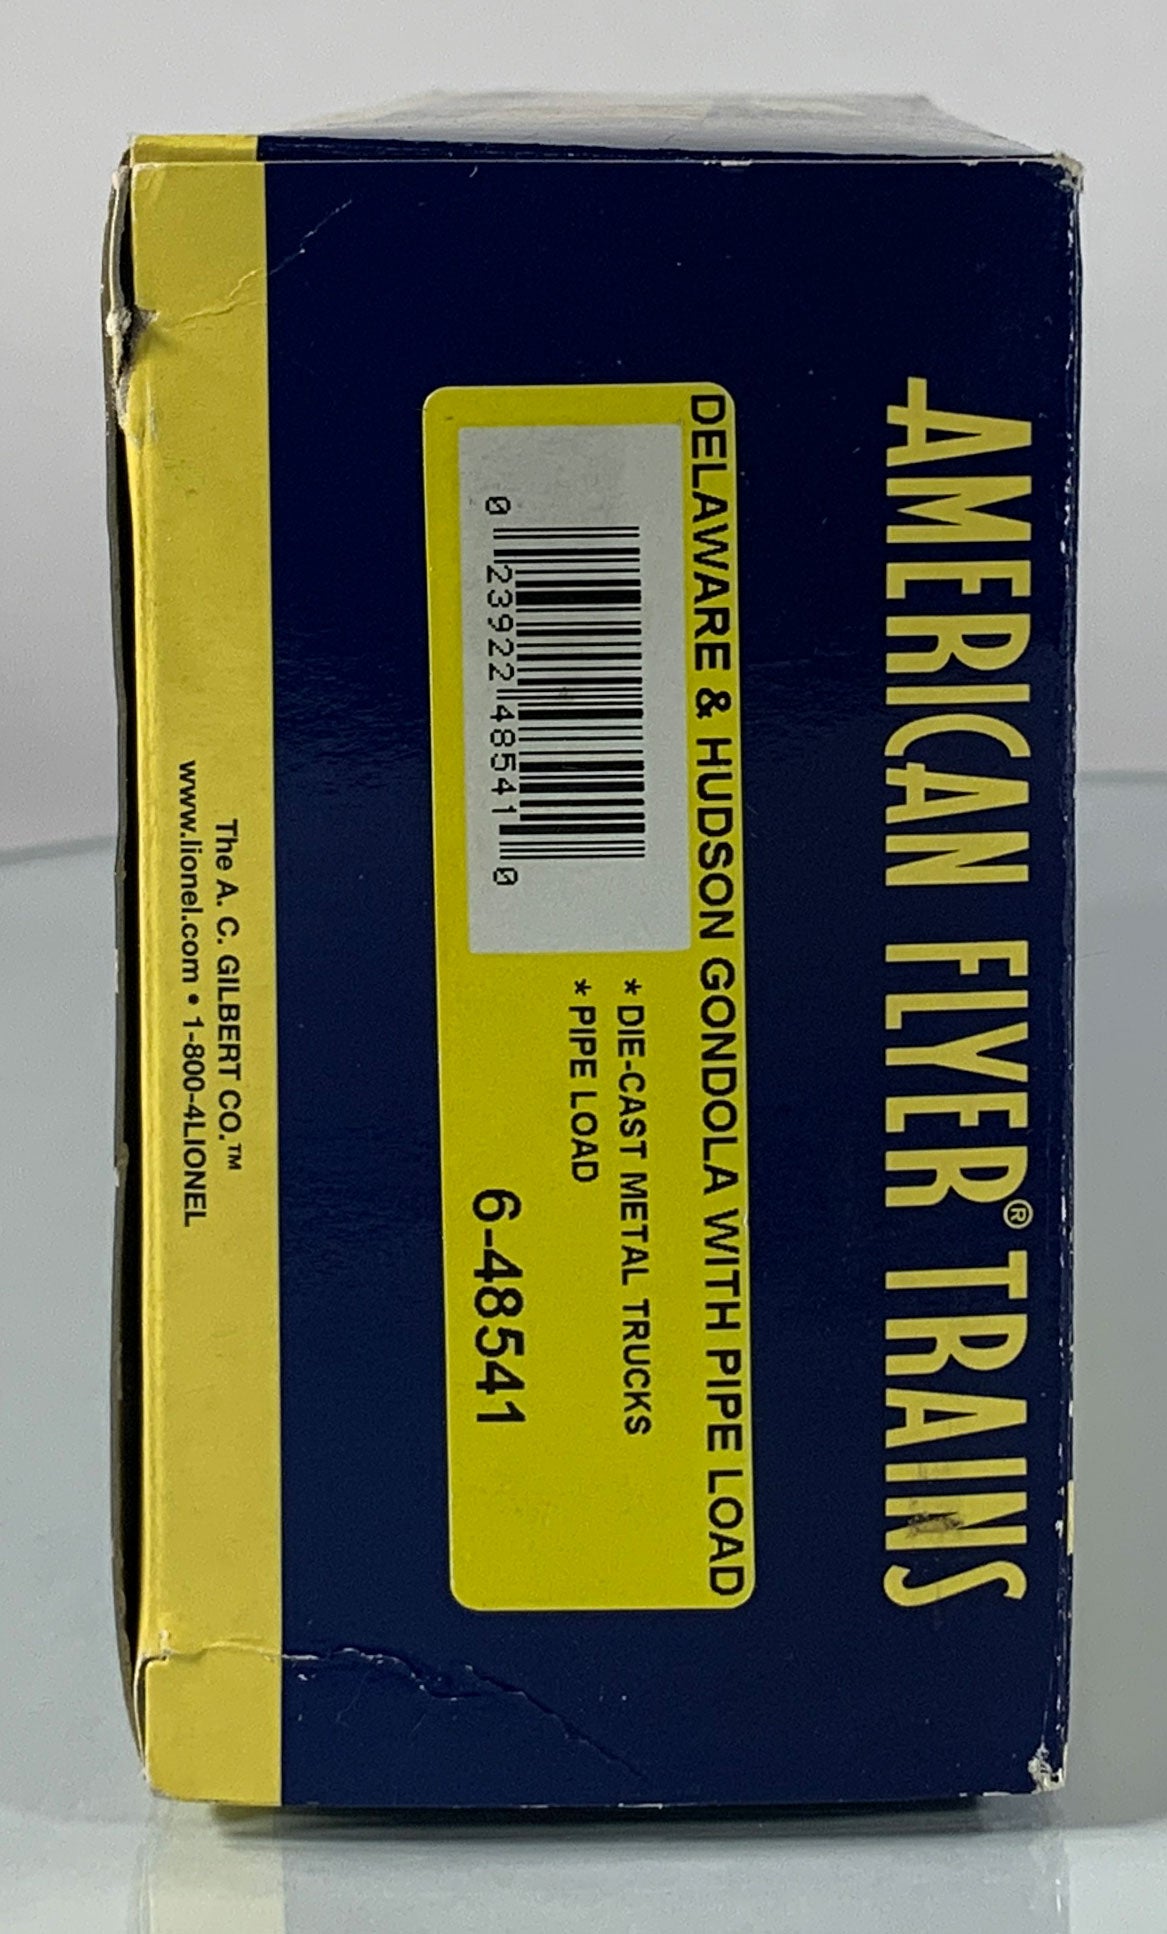 AMERICAN FLYER® TRAINS
DELAWARE & HUDSON GONDOLA WITH PIPE LOAD
* DIE-CAST METAL TRUCKS
* PIPE LOAD
0 23922 48541 0
6-48541
The A. C. GILBERT CO.™
www.lionel.com • 1-800-4LIONEL